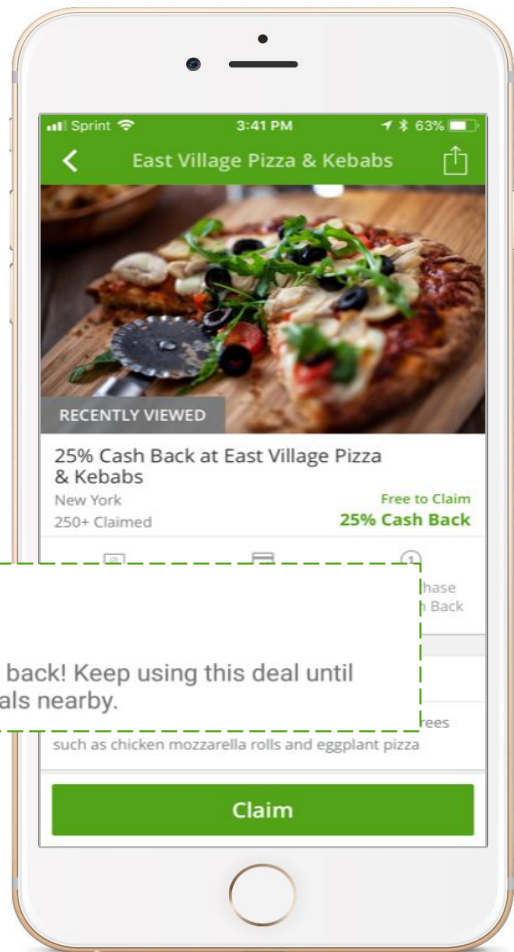 Sprint 3:41 PM 63%
East Village Pizza & Kebabs
RECENTLY VIEWED
25% Cash Back at East Village Pizza
& Kebabs
New York
Free to Claim
250+ Claimed
25% Cash Back
1
back! Keep using this deal until
nearby.
such as chicken mozzarella rolls and eggplant pizza
Claim